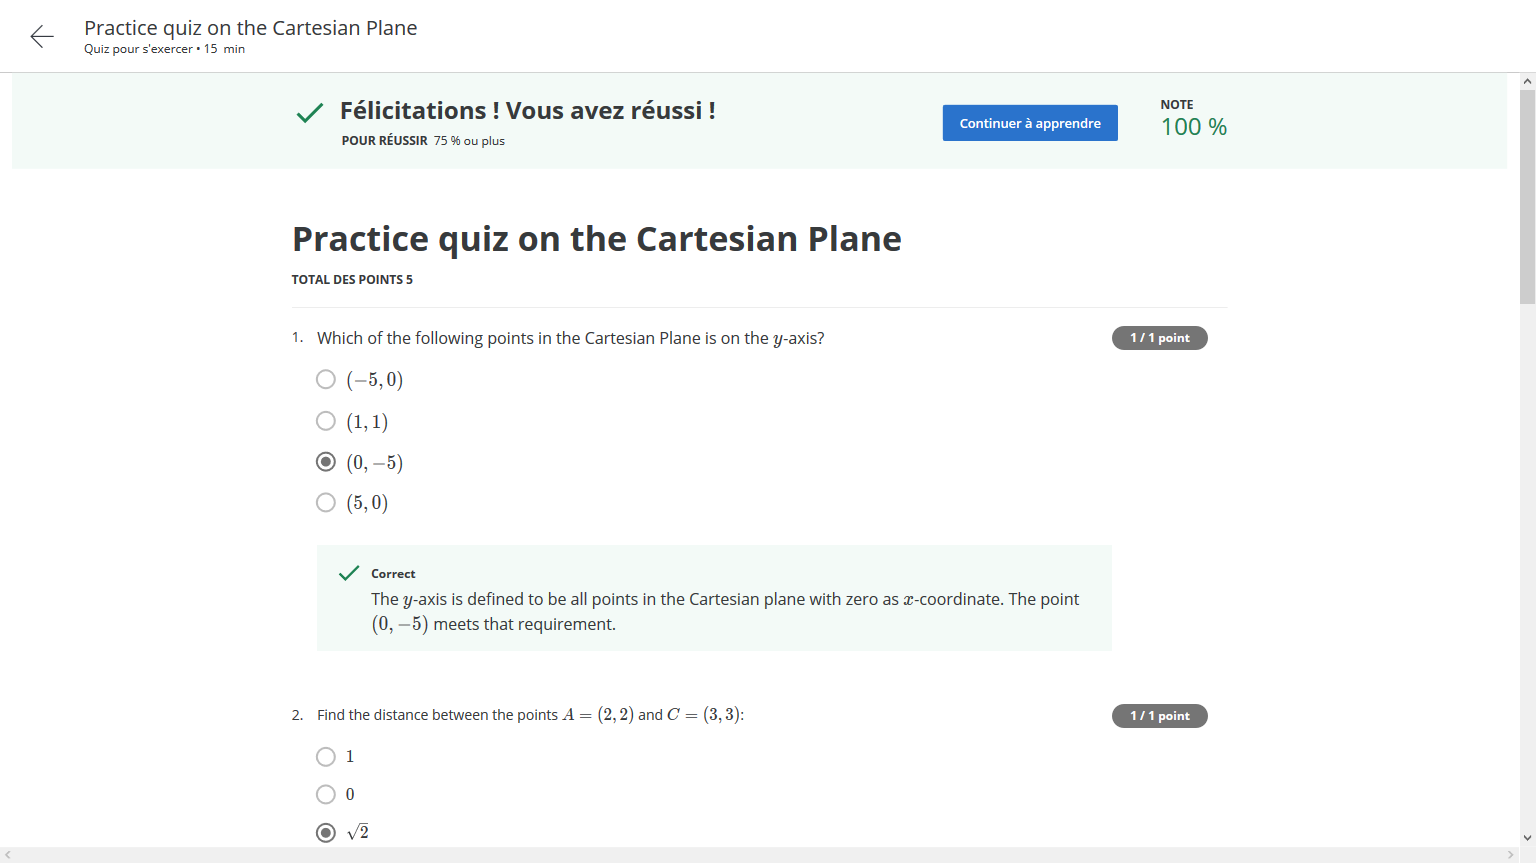 Practice quiz on the Cartesian Plane
Quiz pour s'exercer • 15 min
Félicitations ! Vous avez réussi !
POUR RÉUSSIR 75 % ou plus
Continuer à apprendre
NOTE
100 %
Practice quiz on the Cartesian Plane
TOTAL DES POINTS 5
1. Which of the following points in the Cartesian Plane is on the y-axis?
1 / 1 point
(−5, 0)
(1, 1)
(0, −5)
(5, 0)
Correct
The y-axis is defined to be all points in the Cartesian plane with zero as x-coordinate. The point
(0, −5) meets that requirement.
2. Find the distance between the points A = (2, 2) and C = (3, 3):
1 / 1 point
1
0
√2